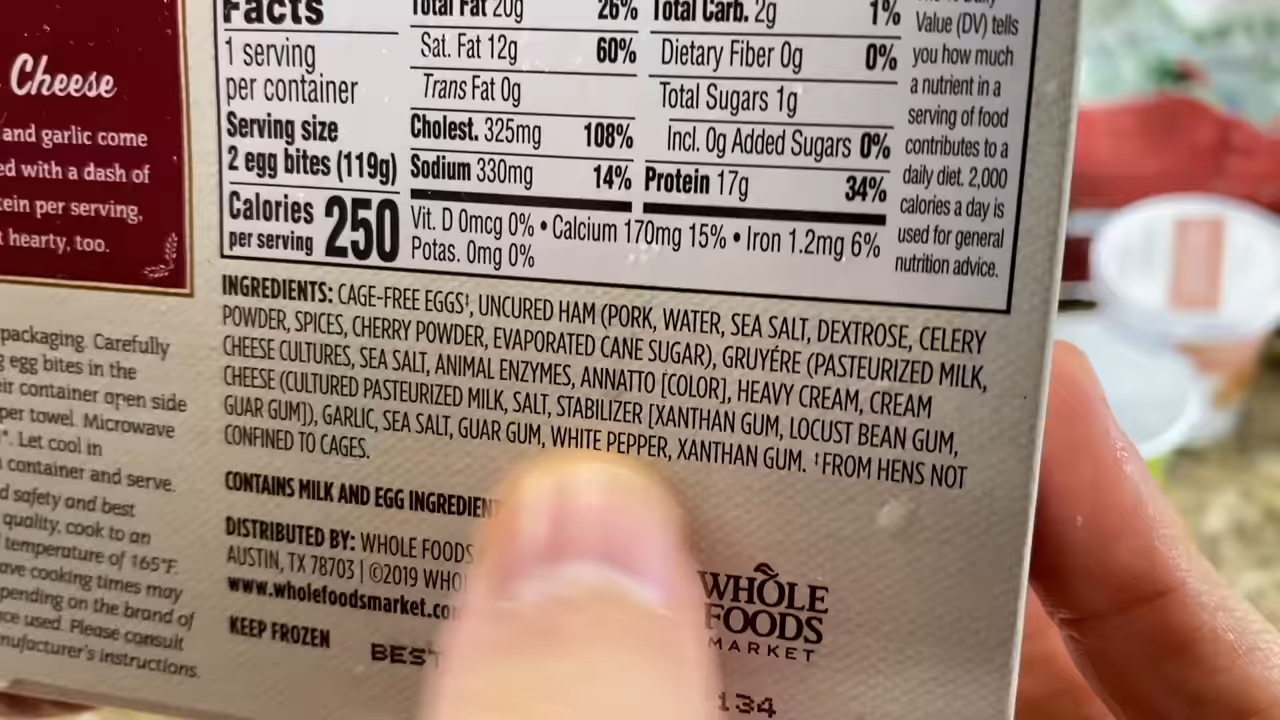 Cheese
and garlic come
ed with a dash of
tein per serving,
t hearty, too.
packaging. Carefully
g egg bites in the
eir container open side
per towel. Microwave
Let cool in
container and serve.
d safety and best
quality, cook to an
temperature of 165°F.
ave cooking times may
pending on the brand of
ce used. Please consult
nufacturer's instructions.
Facts
1 serving
per container
Serving size
2 egg bites (119g)
Calories
per serving 250
Total Fat 20g 26%
Sat. Fat 12g 60%
Trans Fat 0g
Cholest. 325mg 108%
Sodium 330mg 14%
Total Carb. 2g 1%
Dietary Fiber 0g 0%
Total Sugars 1g
Incl. 0g Added Sugars 0%
Protein 17g 34%
Vit. D 0mcg 0% • Calcium 170mg 15% • Iron 1.2mg 6%
Potas. 0mg 0%
Value (DV) tells
you how much
a nutrient in a
serving of food
contributes to a
daily diet. 2,000
calories a day is
used for general
nutrition advice.
INGREDIENTS: CAGE-FREE EGGS‡, UNCURED HAM (PORK, WATER, SEA SALT, DEXTROSE, CELERY
POWDER, SPICES, CHERRY POWDER, EVAPORATED CANE SUGAR), GRUYÉRE (PASTEURIZED MILK,
CHEESE CULTURES, SEA SALT, ANIMAL ENZYMES, ANNATTO [COLOR], HEAVY CREAM, CREAM
CHEESE (CULTURED PASTEURIZED MILK, SALT, STABILIZER [XANTHAN GUM, LOCUST BEAN GUM,
GUAR GUM]), GARLIC, SEA SALT, GUAR GUM, WHITE PEPPER, XANTHAN GUM. ‡FROM HENS NOT
CONFINED TO CAGES.
CONTAINS MILK AND EGG INGREDIENT
DISTRIBUTED BY: WHOLE FOODS
AUSTIN, TX 78703 | ©2019 WHO
www.wholefoodsmarket.co
KEEP FROZEN
BEST
WHOLE
FOODS
MARKET
134